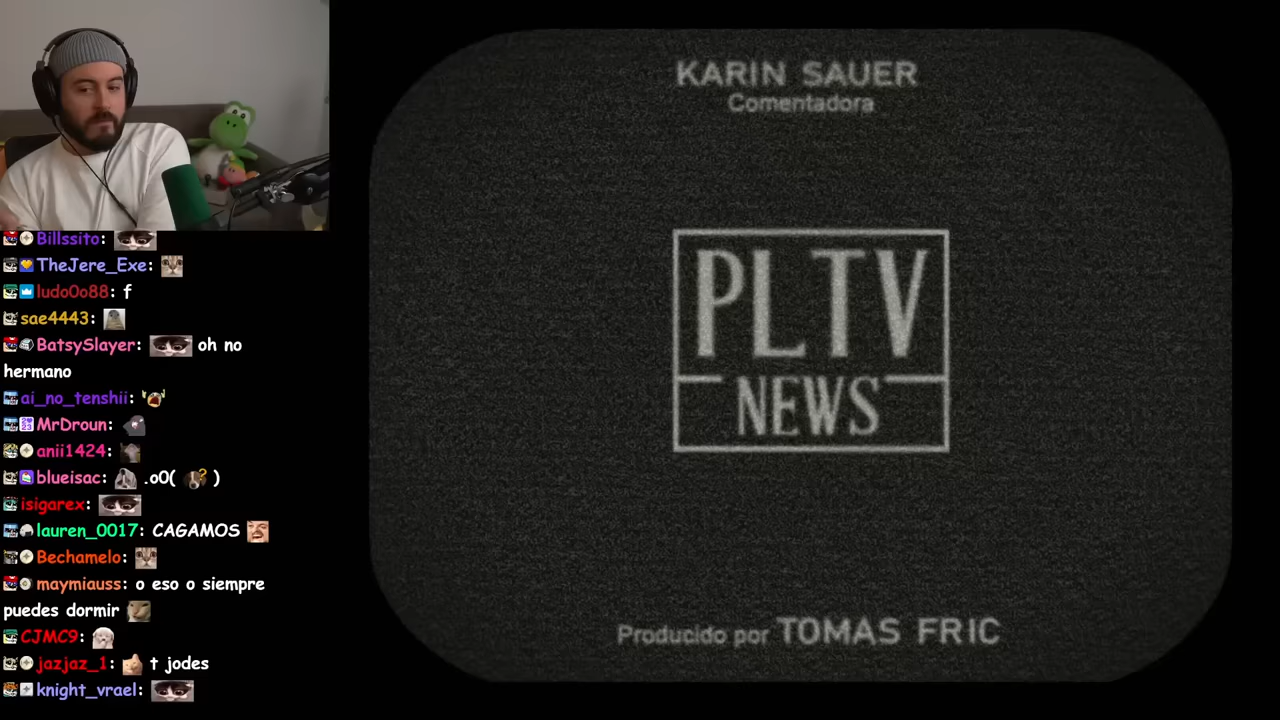 Billssito:
TheJere_Exe:
ludo0o88: f
sae4443:
BatsySlayer: oh no
hermano
ai_no_tenshii:
MrDroun:
anii1424:
blueisac: .oO( )
isigarex:
lauren_0017: CAGAMOS
Bechamelo:
maymiauss: o eso o siempre
puedes dormir
CJMC9:
jazjaz_1: t jodes
knight_vrael:
KARIN SAUER
Comentadora
PLTV
NEWS
Producido por TOMAS FRIC